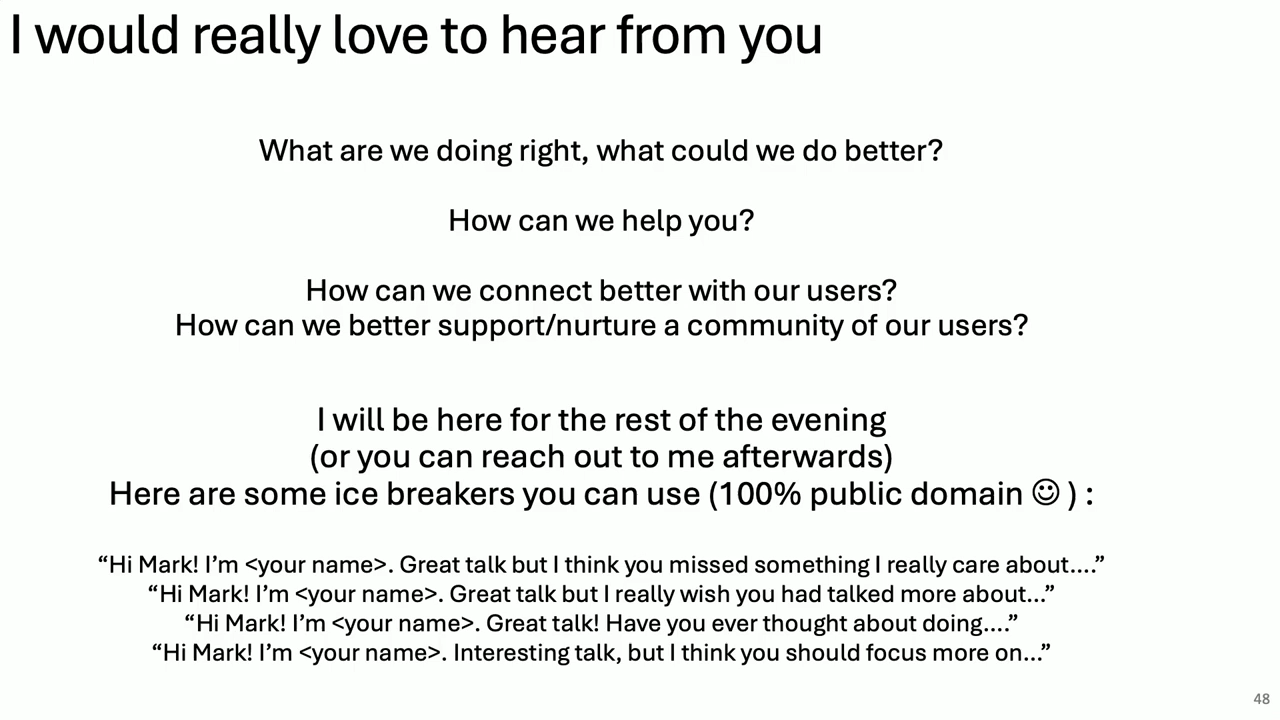 I would really love to hear from you
What are we doing right, what could we do better?
How can we help you?
How can we connect better with our users?
How can we better support/nurture a community of our users?
I will be here for the rest of the evening
(or you can reach out to me afterwards)
Here are some ice breakers you can use (100% public domain ☺ ) :
“Hi Mark! I’m <your name>. Great talk but I think you missed something I really care about....”
“Hi Mark! I’m <your name>. Great talk but I really wish you had talked more about...”
“Hi Mark! I’m <your name>. Great talk! Have you ever thought about doing....”
“Hi Mark! I’m <your name>. Interesting talk, but I think you should focus more on...”
48